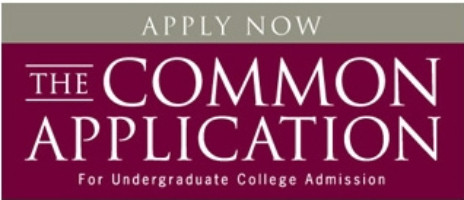 APPLY NOW
THE COMMON
APPLICATION
For Undergraduate College Admission